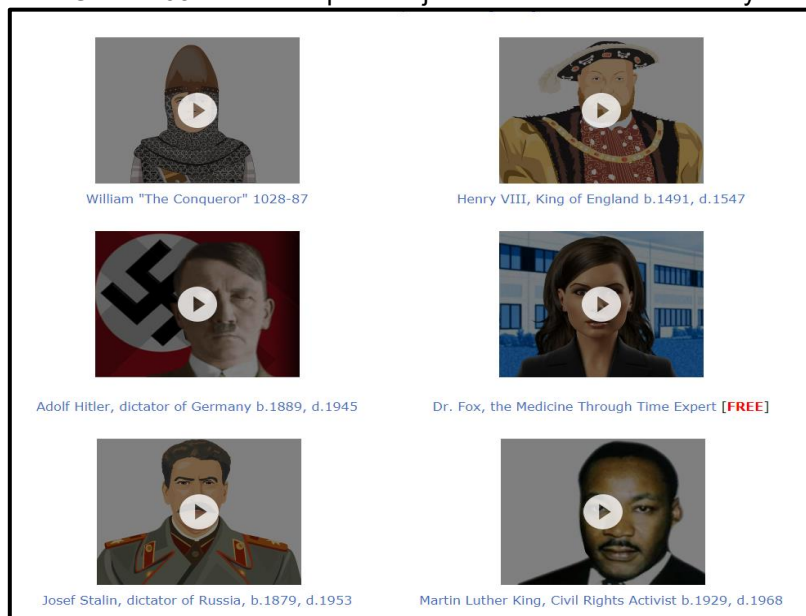 William "The Conqueror" 1028-87
Henry VIII, King of England b.1491, d.1547
Adolf Hitler, dictator of Germany b.1889, d.1945
Dr. Fox, the Medicine Through Time Expert [FREE]
Josef Stalin, dictator of Russia, b.1879, d.1953
Martin Luther King, Civil Rights Activist b.1929, d.1968